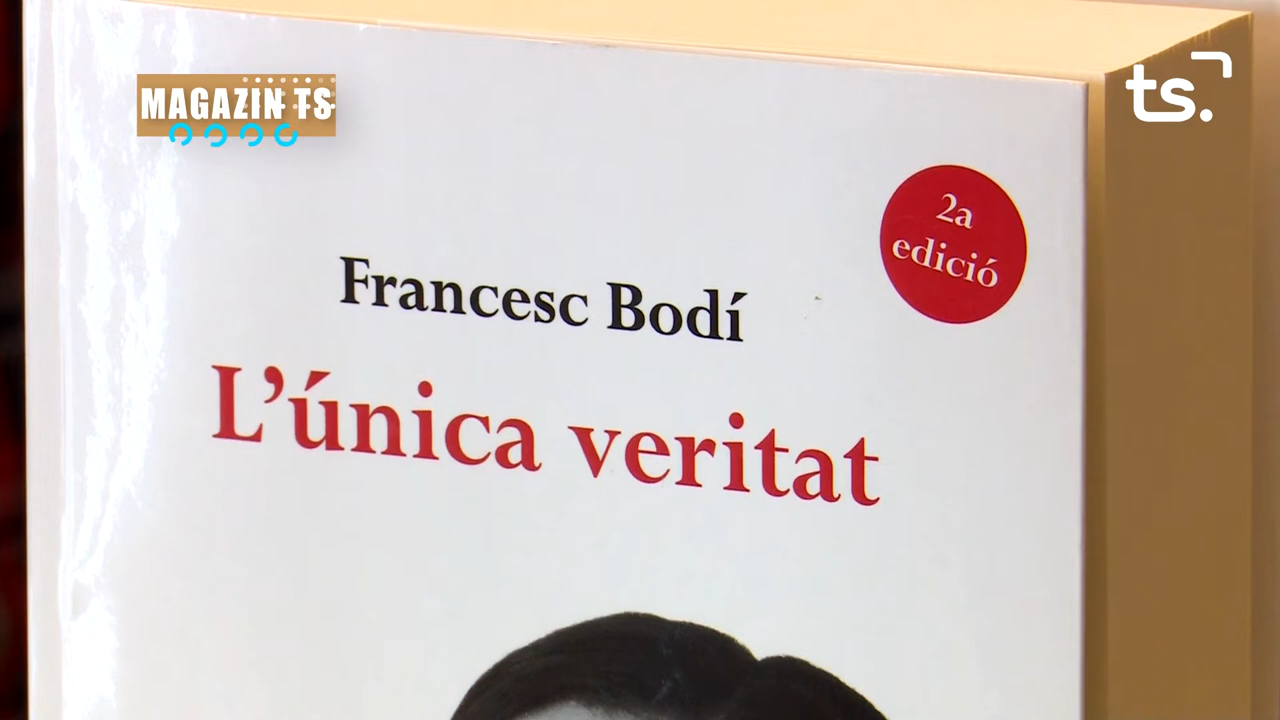 MAGAZIN TS
ts.
2a
edició
Francesc Bodí
L'única veritat